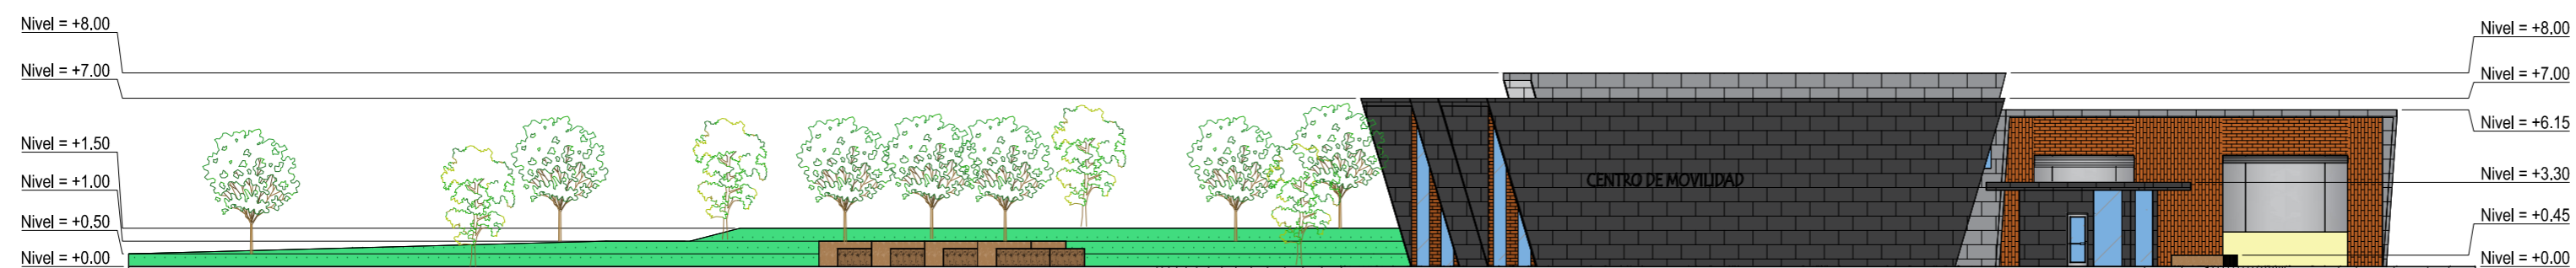 Nivel = +8.00
Nivel = +7.00
Nivel = +1.50
Nivel = +1.00
Nivel = +0.50
Nivel = +0.00
CENTRO DE MOVILIDAD
Nivel = +8.00
Nivel = +7.00
Nivel = +6.15
Nivel = +3.30
Nivel = +0.45
Nivel = +0.00